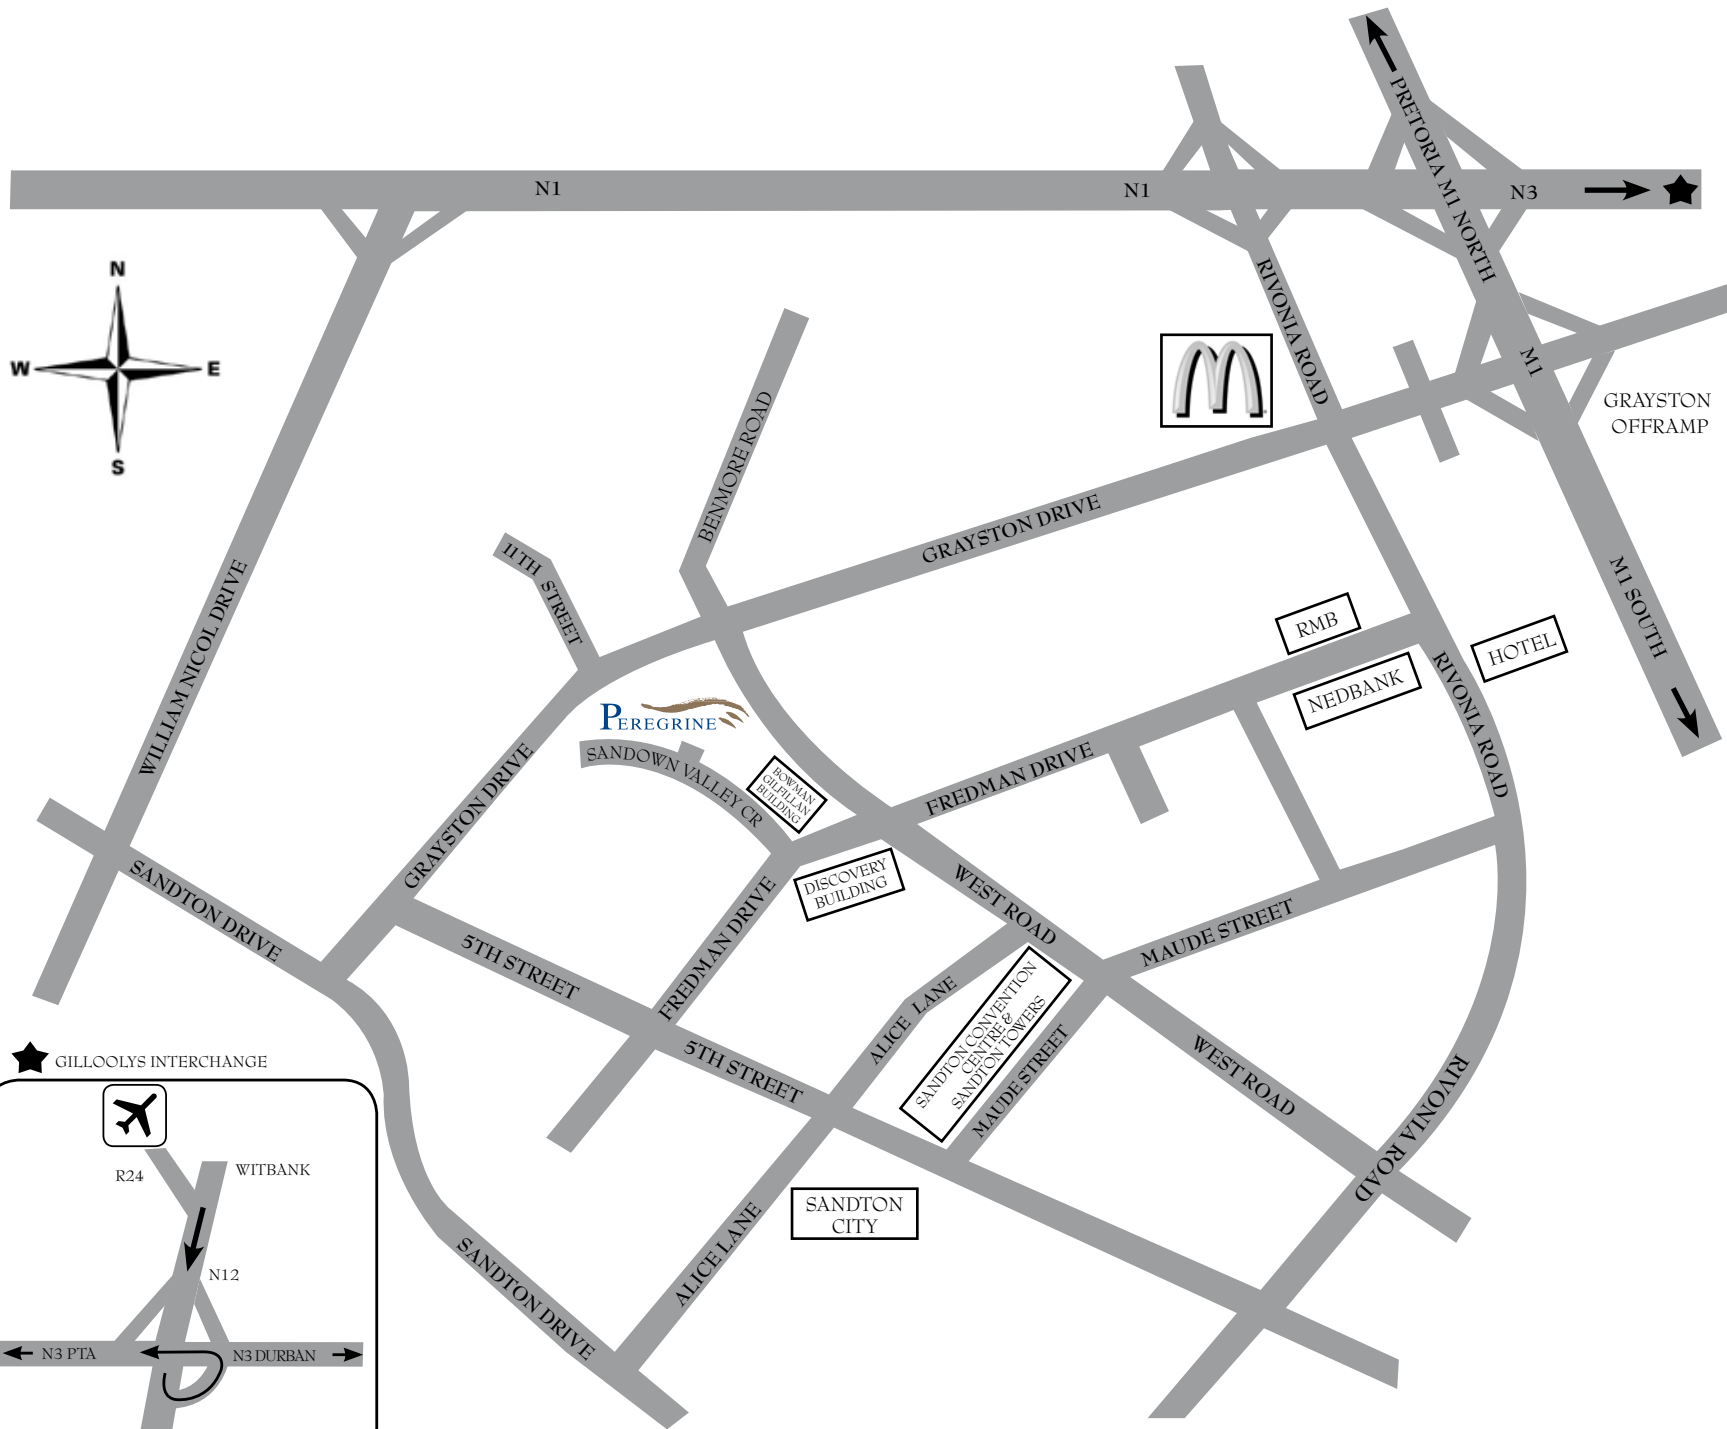 PRETORIA M1 NORTH
N1
N1
N3
N
W
E
S
RIVONIA ROAD
M1
GRAYSTON
OFFRAMP
BENMORE ROAD
GRAYSTON DRIVE
11TH STREET
WILLIAM NICOL DRIVE
M1 SOUTH
RMB
HOTEL
NEDBANK
RIVONIA ROAD
PEREGRINE
SANDOWN VALLEY CR
BOWMAN
GILFILLAN
BUILDING
FREDMAN DRIVE
GRAYSTON DRIVE
DISCOVERY
BUILDING
SANDTON DRIVE
WEST ROAD
MAUDE STREET
5TH STREET
FREDMAN DRIVE
ALICE LANE
SANDTON CONVENTION
CENTRE &
SANDTON TOWERS
MAUDE STREET
5TH STREET
WEST ROAD
RIVONIA ROAD
GILLOOLYS INTERCHANGE
R24
WITBANK
N12
N3 PTA
N3 DURBAN
SANDTON
CITY
ALICE LANE
SANDTON DRIVE